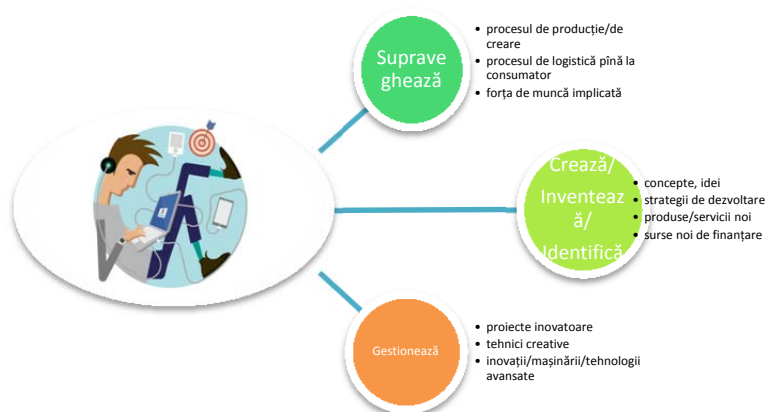 Suprave
ghează
• procesul de producție/de
creare
• procesul de logistică pînă la
consumator
• forța de muncă implicată
Crează/
Inventeaz
ă/
Identifică
• concepte, idei
• strategii de dezvoltare
• produse/servicii noi
• surse noi de finanțare
Gestionează
• proiecte inovatoare
• tehnici creative
• inovații/mașinării/tehnologii
avansate